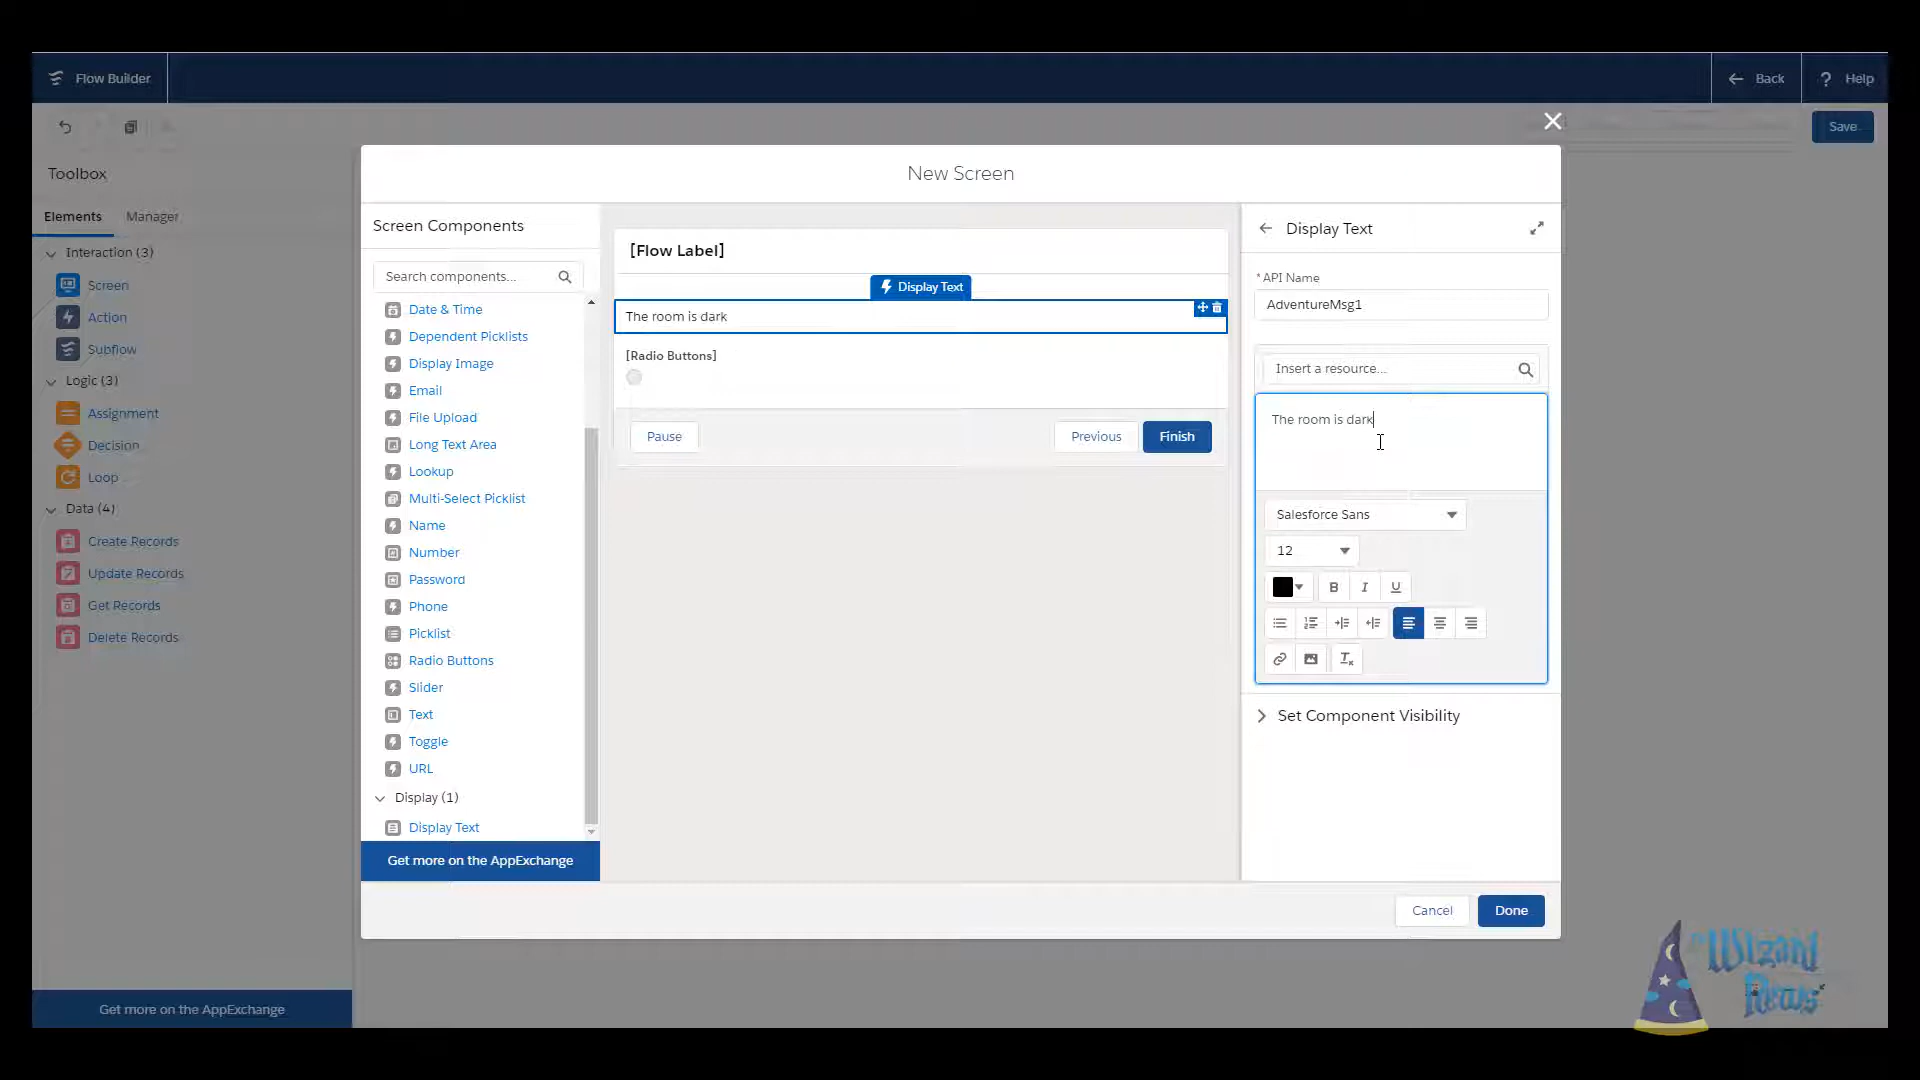 Flow Builder
Back
Help
Save
Toolbox
Elements
Manager
Interaction (3)
Screen
Action
Subflow
Logic (3)
Assignment
Decision
Loop
Data (4)
Create Records
Update Records
Get Records
Delete Records
Get more on the AppExchange
New Screen
Screen Components
Search components...
Date & Time
Dependent Picklists
Display Image
Email
File Upload
Long Text Area
Lookup
Multi-Select Picklist
Name
Number
Password
Phone
Picklist
Radio Buttons
Slider
Text
Toggle
URL
Display (1)
Display Text
Get more on the AppExchange
[Flow Label]
Display Text
The room is dark
[Radio Buttons]
Pause
Previous
Finish
Display Text
* API Name
AdventureMsg1
Insert a resource...
The room is dark
Salesforce Sans
12
B I U
Set Component Visibility
Cancel
Done
Wizard
News